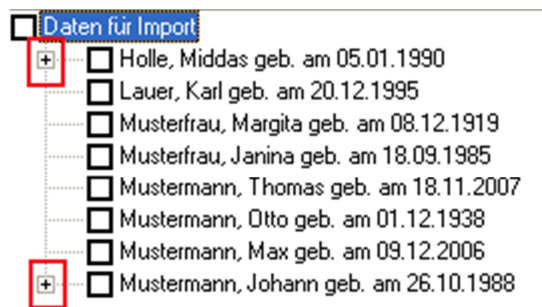 Daten für Import
Holle, Middas geb. am 05.01.1990
Lauer, Karl geb. am 20.12.1995
Musterfrau, Margita geb. am 08.12.1919
Musterfrau, Janina geb. am 18.09.1985
Mustermann, Thomas geb. am 18.11.2007
Mustermann, Otto geb. am 01.12.1938
Mustermann, Max geb. am 09.12.2006
Mustermann, Johann geb. am 26.10.1988